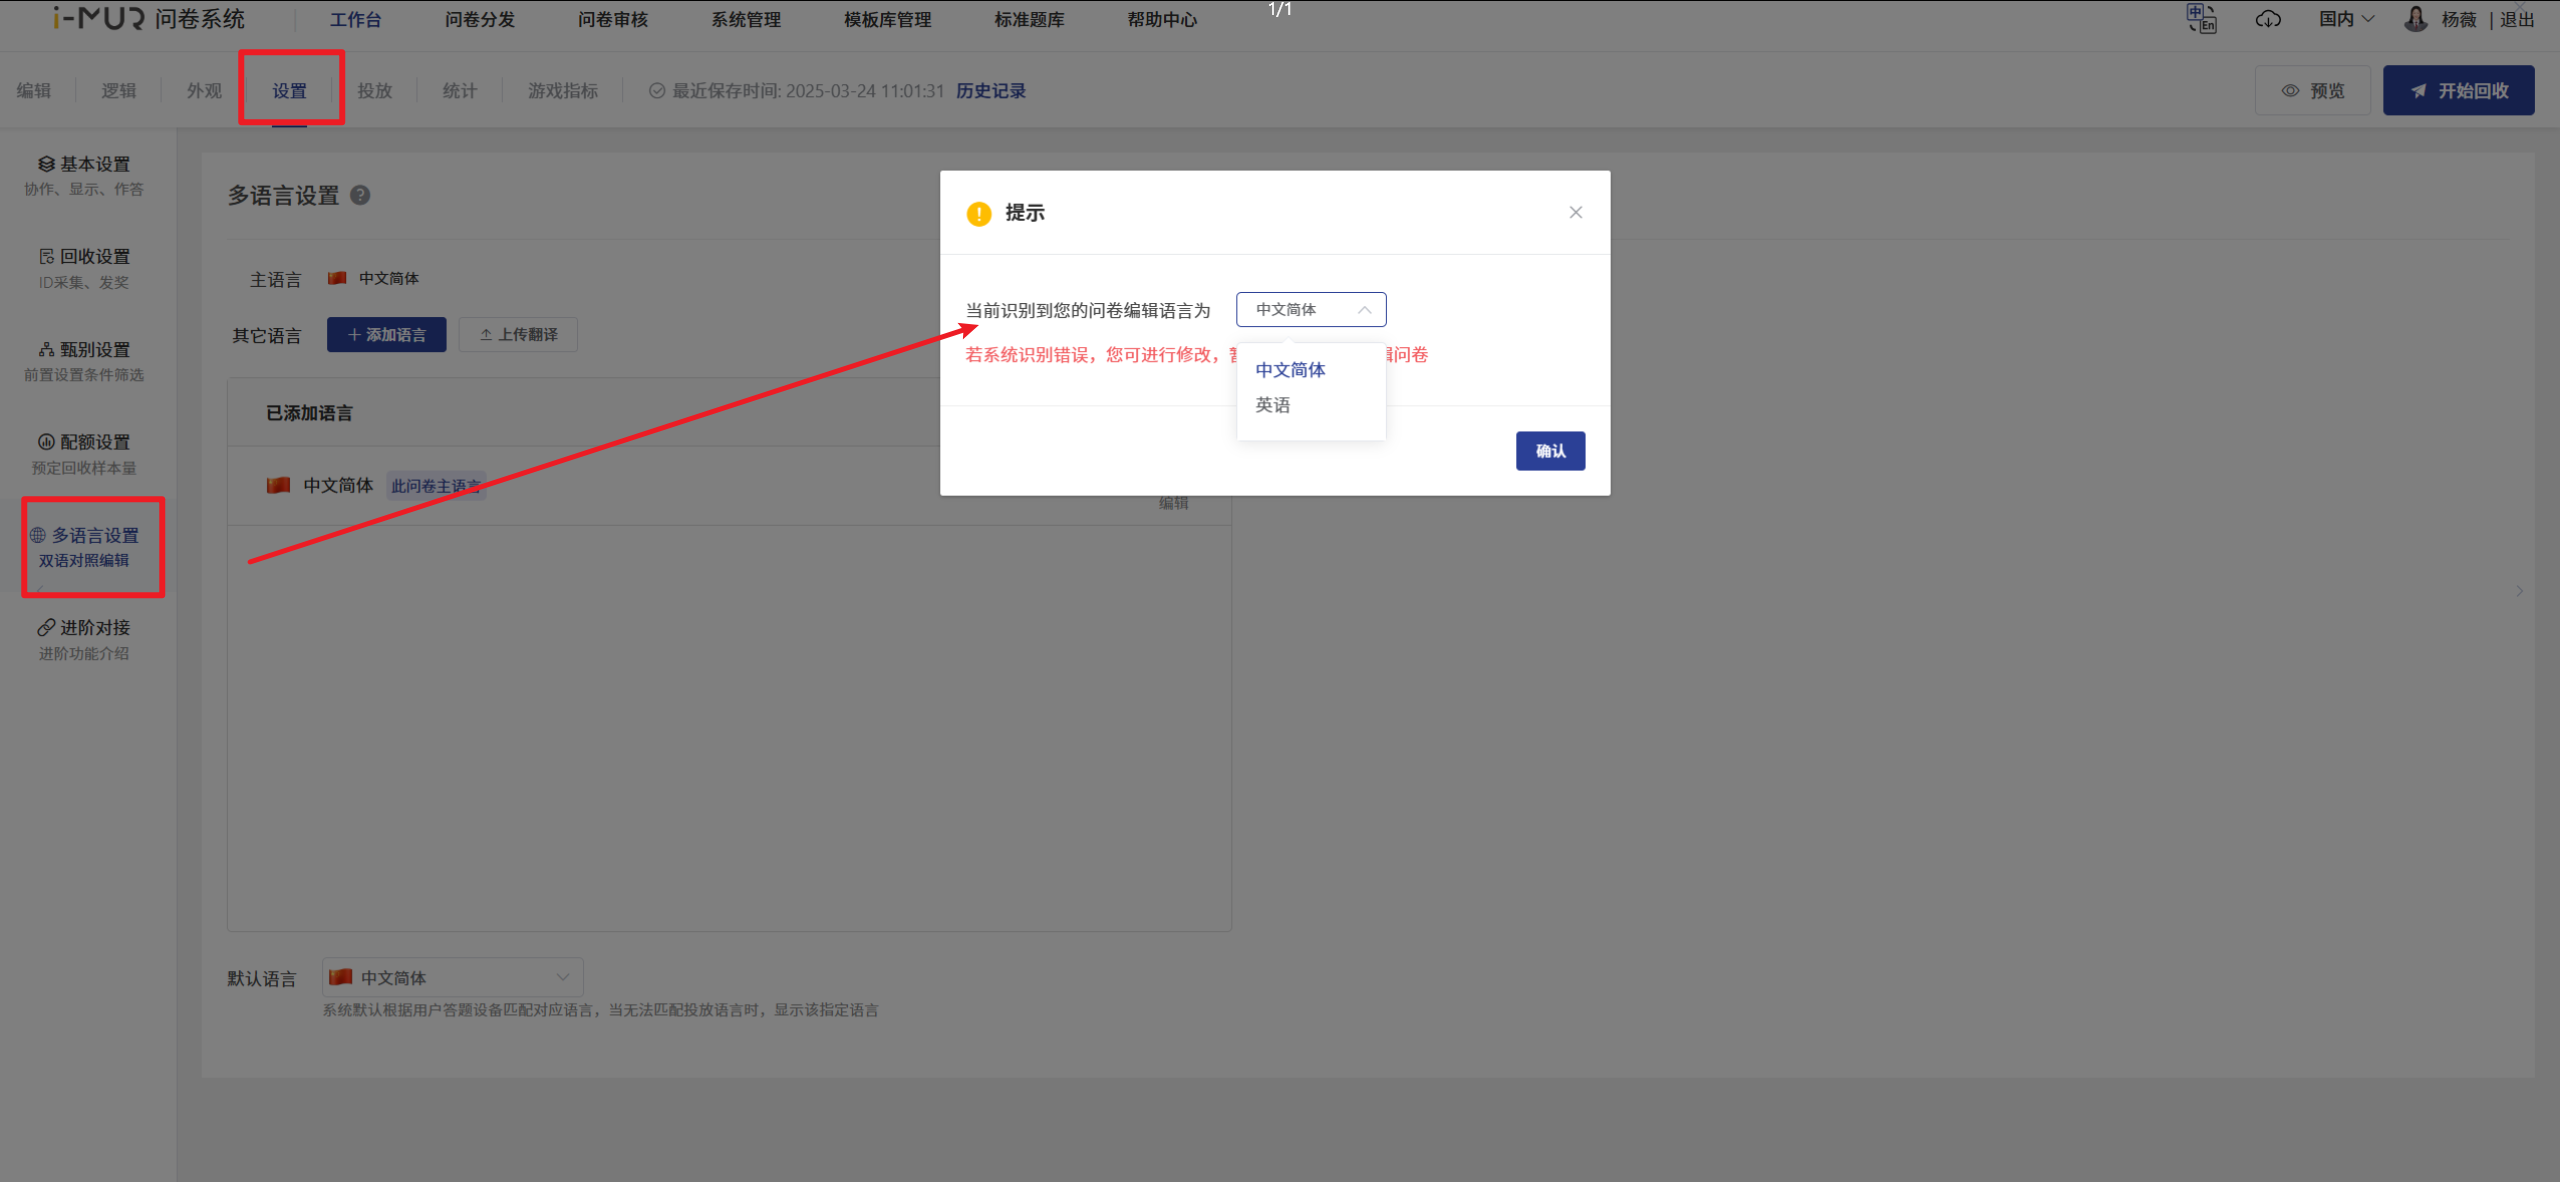 1/1
i-MUR 问卷系统
工作台
问卷分发
问卷审核
系统管理
模板库管理
标准题库
帮助中心
中 En
国内
杨薇 | 退出
编辑
逻辑
外观
设置
投放
统计
游戏指标
最近保存时间: 2025-03-24 11:01:31 历史记录
预览
开始回收
基本设置
协作、显示、作答
回收设置
ID采集、发奖
甄别设置
前置设置条件筛选
配额设置
预定回收样本量
多语言设置
双语对照编辑
进阶对接
进阶功能介绍
多语言设置 ?
主语言 中文简体
其它语言 + 添加语言 上传翻译
已添加语言
中文简体 此问卷主语言
编辑
默认语言 中文简体
系统默认根据用户答题设备匹配对应语言，当无法匹配投放语言时，显示该指定语言
提示
当前识别到您的问卷编辑语言为 中文简体
若系统识别错误，您可进行修改，
问卷
中文简体
英语
确认